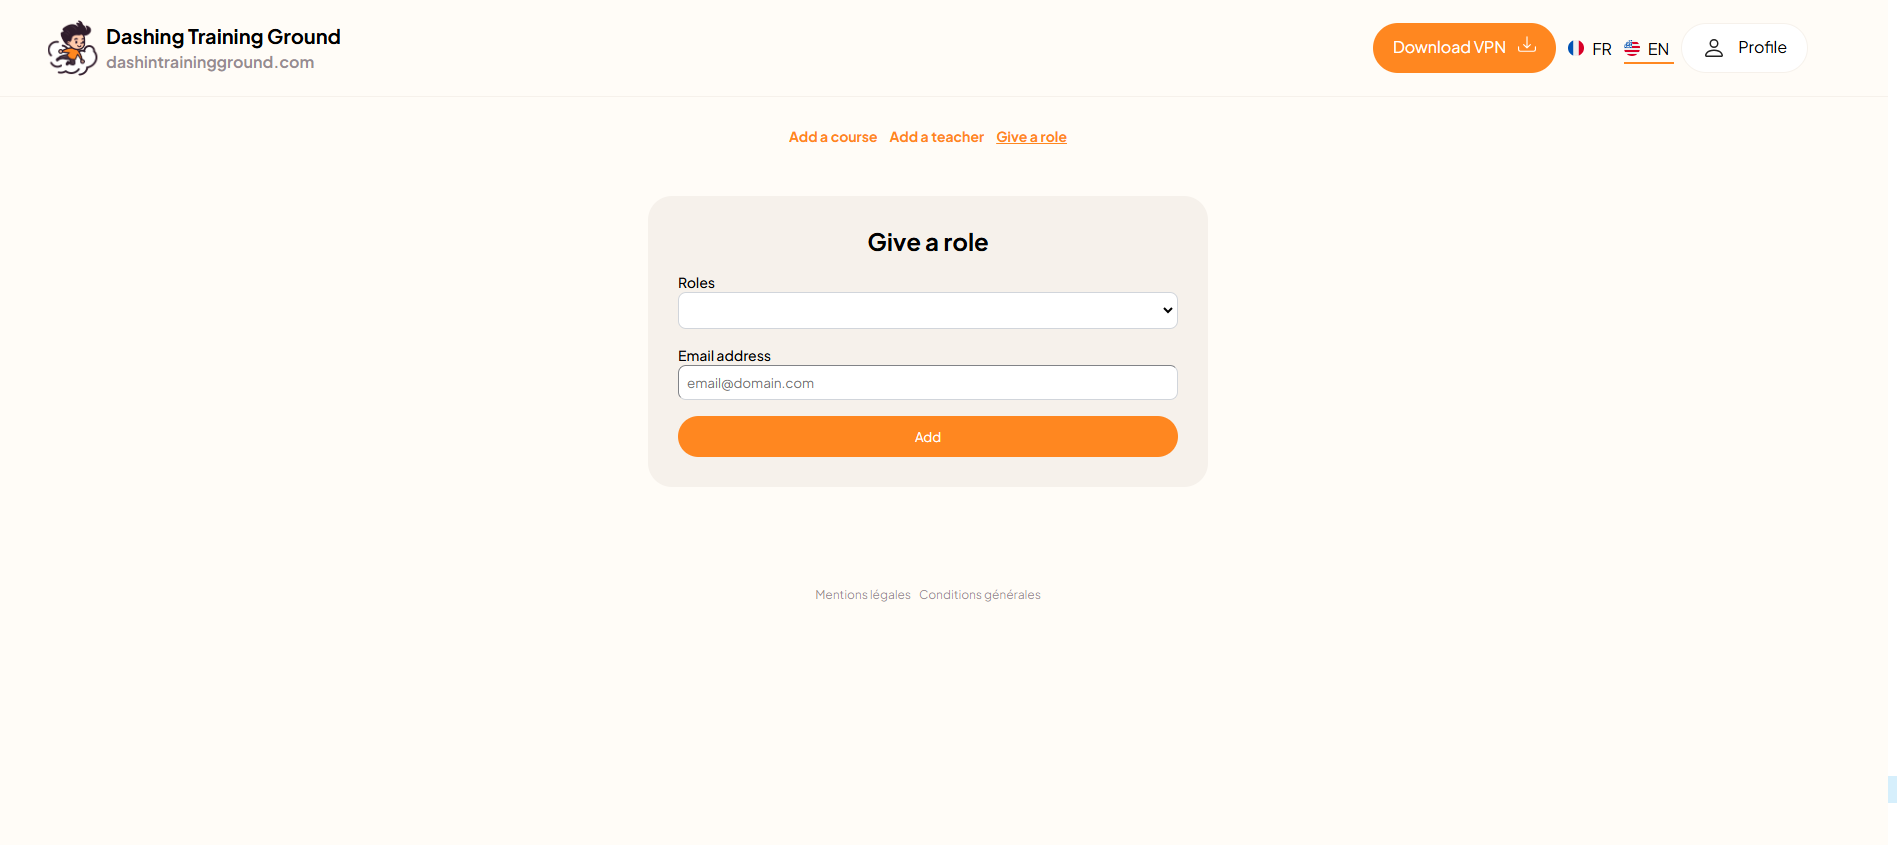 Dashing Training Ground
dashintrainingground.com
Download VPN
FR
EN
Profile
Add a course Add a teacher Give a role
Give a role
Roles
Email address
email@domain.com
Add
Mentions légales Conditions générales